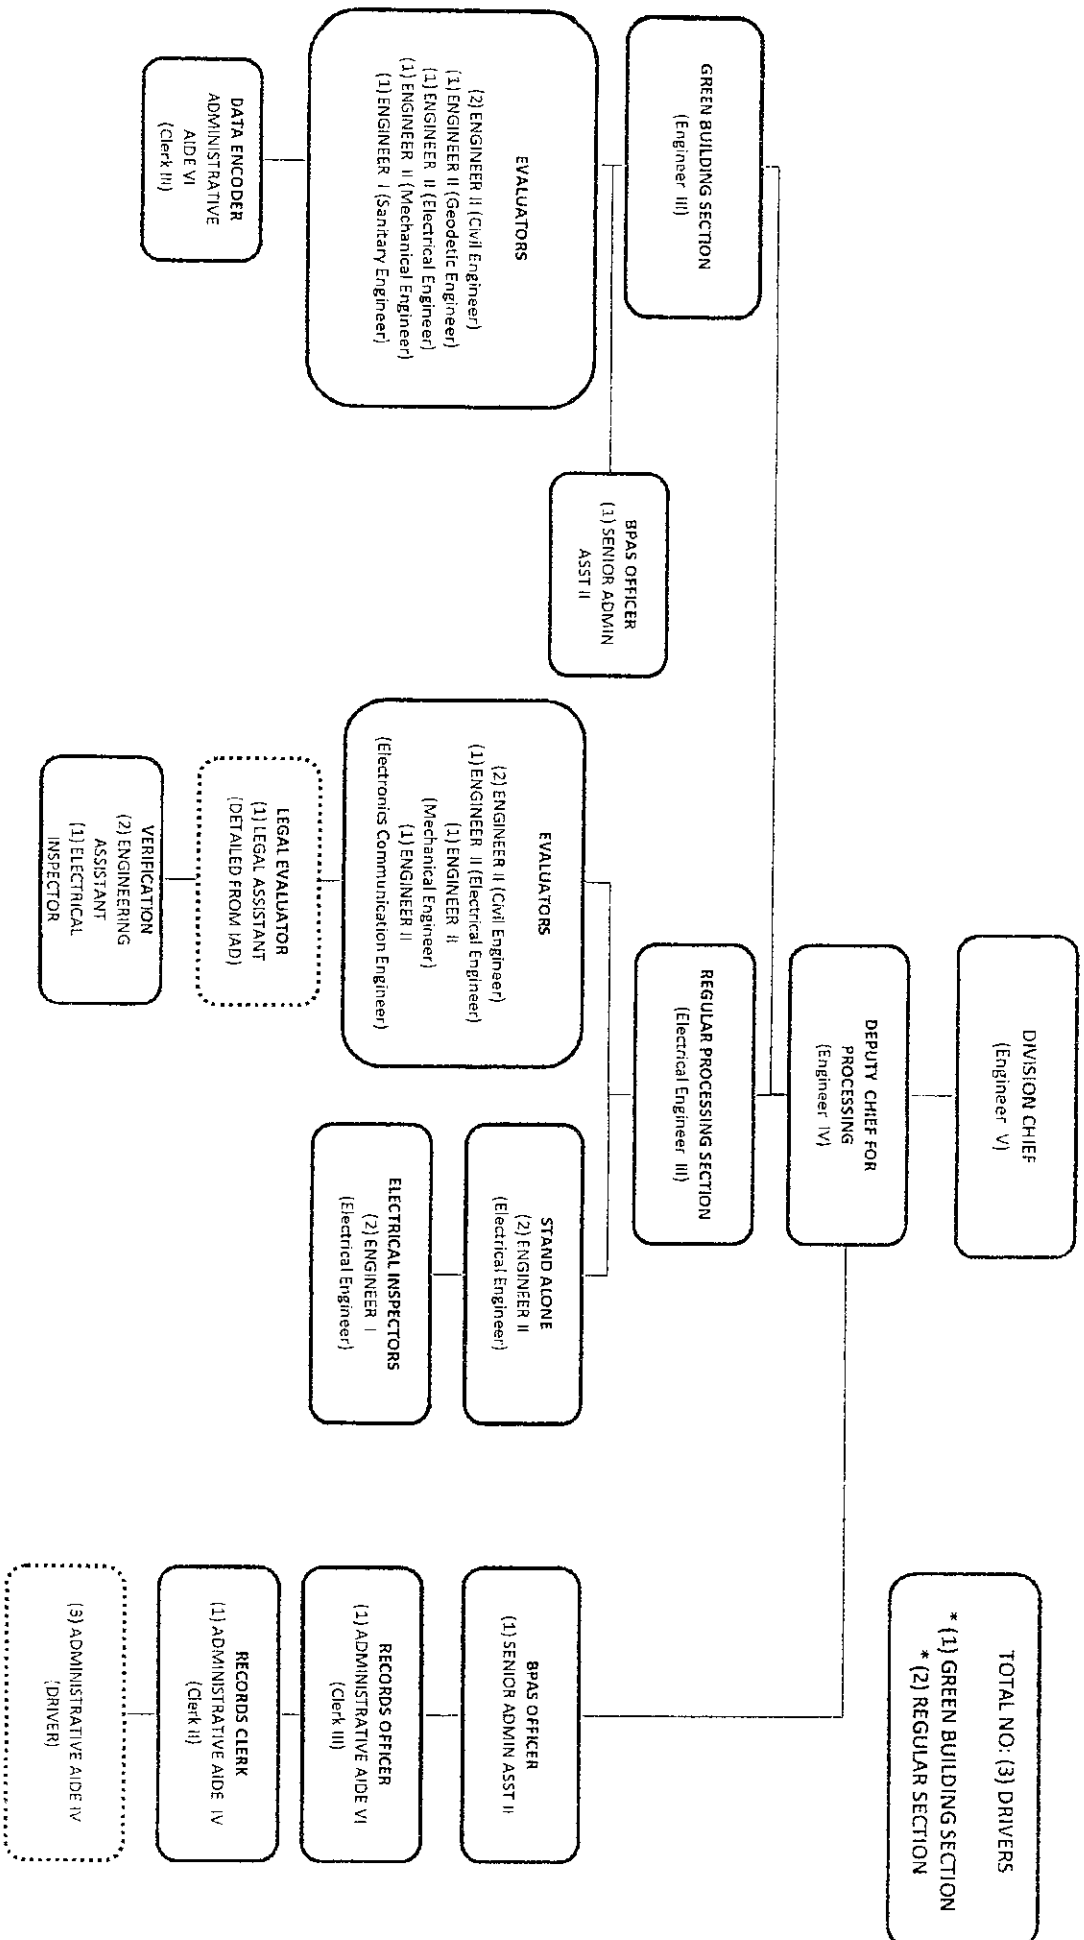 DIVISION CHIEF
(Engineer V)
TOTAL NO: (3) DRIVERS
* (1) GREEN BUILDING SECTION
* (2) REGULAR SECTION
DEPUTY CHIEF FOR
PROCESSING
(Engineer IV)
GREEN BUILDING SECTION
(Engineer III)
REGULAR PROCESSING SECTION
(Electrical Engineer III)
BPAS OFFICER
(1) SENIOR ADMIN
ASST II
EVALUATORS
(2) ENGINEER II (Civil Engineer)
(1) ENGINEER II (Geodetic Engineer)
(1) ENGINEER II (Electrical Engineer)
(1) ENGINEER II (Mechanical Engineer)
(1) ENGINEER I (Sanitary Engineer)
DATA ENCODER
ADMINISTRATIVE
AIDE VI
(Clerk III)
EVALUATORS
(2) ENGINEER II (Civil Engineer)
(1) ENGINEER II (Electrical Engineer)
(1) ENGINEER II
(Mechanical Engineer)
(1) ENGINEER II
(Electronics Communication Engineer)
LEGAL EVALUATOR
(1) LEGAL ASSISTANT
(DETAILED FROM IAD)
VERIFICATION
(2) ENGINEERING
ASSISTANT
(1) ELECTRICAL
INSPECTOR
STAND ALONE
(2) ENGINEER II
(Electrical Engineer)
ELECTRICAL INSPECTORS
(2) ENGINEER I
(Electrical Engineer)
BPAS OFFICER
(1) SENIOR ADMIN ASST II
RECORDS OFFICER
(1) ADMINISTRATIVE AIDE VI
(Clerk III)
RECORDS CLERK
(1) ADMINISTRATIVE AIDE IV
(Clerk II)
(3) ADMINISTRATIVE AIDE IV
(DRIVER)